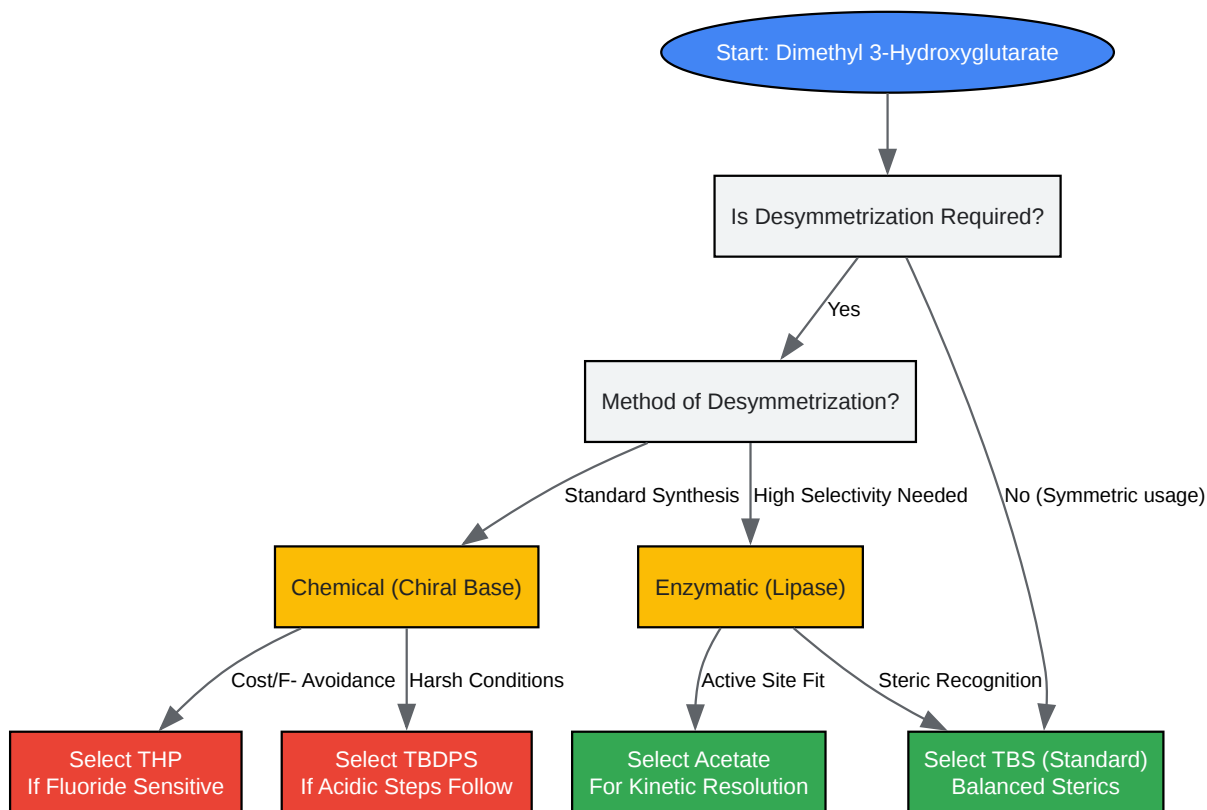 Start: Dimethyl 3-Hydroxyglutarate
Is Desymmetrization Required?
Yes
Method of Desymmetrization?
Standard Synthesis
High Selectivity Needed
No (Symmetric usage)
Chemical (Chiral Base)
Enzymatic (Lipase)
Cost/F- Avoidance
Harsh Conditions
Active Site Fit
Steric Recognition
Select THP
If Fluoride Sensitive
Select TBDPS
If Acidic Steps Follow
Select Acetate
For Kinetic Resolution
Select TBS (Standard)
Balanced Sterics